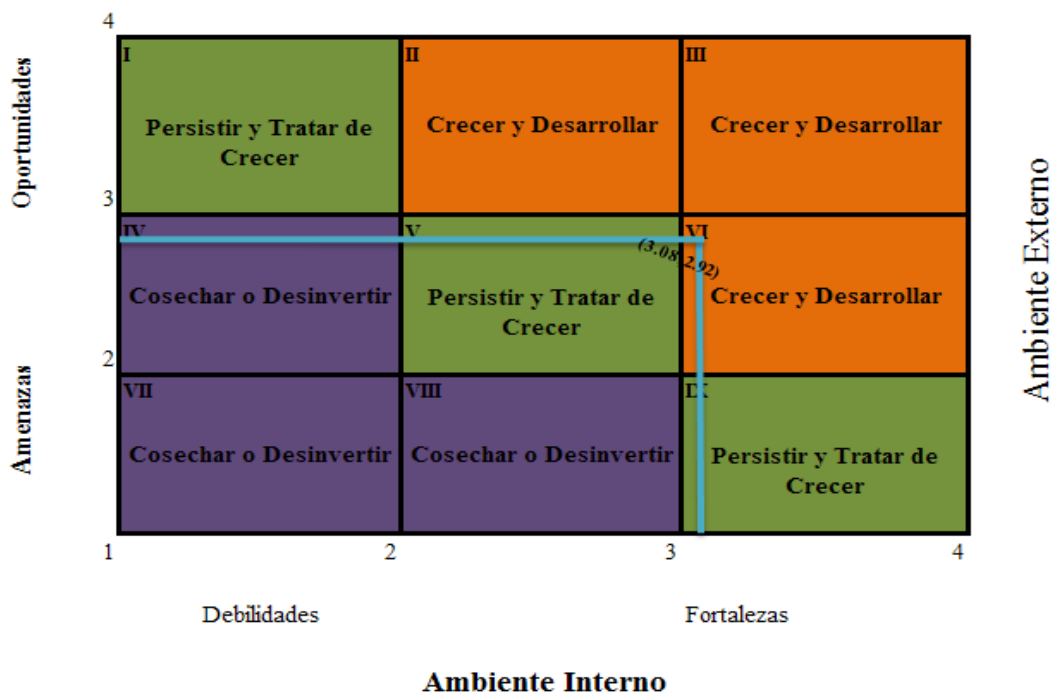 4
I
II
III
Persistir y Tratar de
Crecer
Crecer y Desarrollar
Crecer y Desarrollar
Oportunidades
3
IV
V
VI
(3.08, 2.92)
Cosechar o Desinvertir
Persistir y Tratar de
Crecer
Crecer y Desarrollar
Ambiente Externo
2
VII
VIII
IX
Cosechar o Desinvertir
Cosechar o Desinvertir
Persistir y Tratar de
Crecer
Amenazas
1
2
3
4
Debilidades
Fortalezas
Ambiente Interno